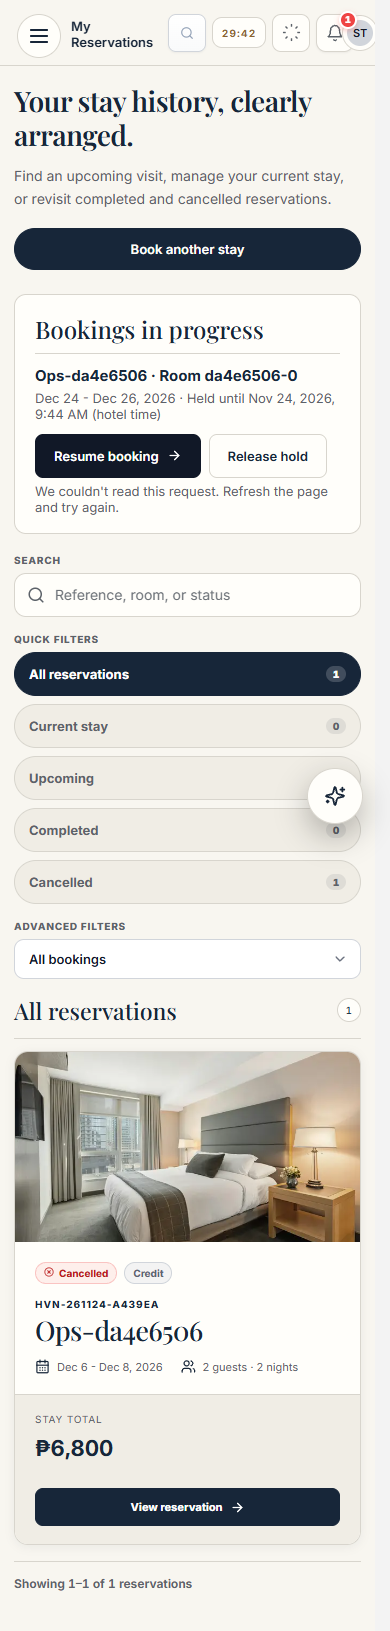 My
Reservations
29:42
1
ST
Your stay history, clearly
arranged.
Find an upcoming visit, manage your current stay,
or revisit completed and cancelled reservations.
Book another stay
Bookings in progress
Ops-da4e6506 · Room da4e6506-0
Dec 24 - Dec 26, 2026 · Held until Nov 24, 2026,
9:44 AM (hotel time)
Resume booking
Release hold
We couldn't read this request. Refresh the page
and try again.
SEARCH
Reference, room, or status
QUICK FILTERS
All reservations 1
Current stay 0
Upcoming
Completed 0
Cancelled 1
ADVANCED FILTERS
All bookings
All reservations 1
Cancelled Credit
HVN-261124-A439EA
Ops-da4e6506
Dec 6 - Dec 8, 2026 2 guests · 2 nights
STAY TOTAL
₱6,800
View reservation
Showing 1–1 of 1 reservations